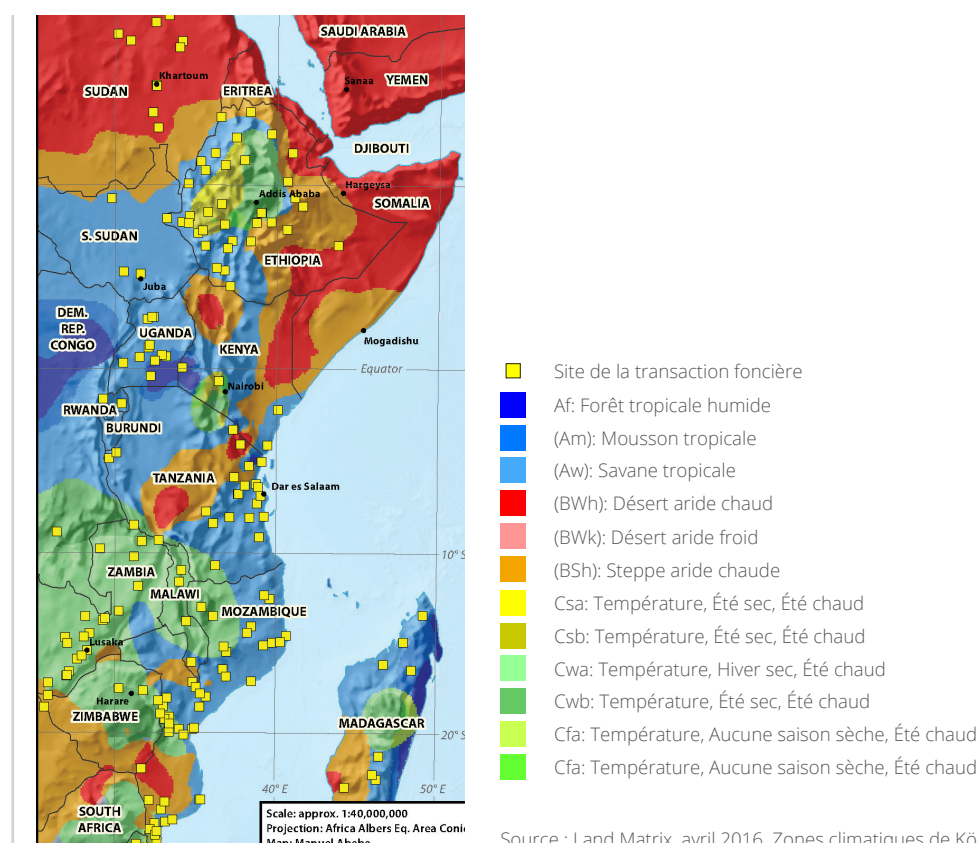 SAUDI ARABIA
Khartoum
Sanaa
YEMEN
SUDAN
ERITREA
DJIBOUTI
Hargeysa
Addis Ababa
SOMALIA
S. SUDAN
ETHIOPIA
Juba
DEM.
REP.
CONGO
UGANDA
KENYA
Mogadishu
Equator
Nairobi
RWANDA
BURUNDI
TANZANIA
Dar es Salaam
10° S
ZAMBIA
MALAWI
MOZAMBIQUE
Lusaka
Harare
ZIMBABWE
MADAGASCAR
20° S
40° E
50° E
SOUTH
AFRICA
Scale: approx. 1:40,000,000
Projection: Africa Albers Eq. Area Coni
Map: Manuel Abebe
Site de la transaction foncière
Af: Forêt tropicale humide
(Am): Mousson tropicale
(Aw): Savane tropicale
(BWh): Désert aride chaud
(BWk): Désert aride froid
(BSh): Steppe aride chaude
Csa: Température, Été sec, Été chaud
Csb: Température, Été sec, Été chaud
Cwa: Température, Hiver sec, Été chaud
Cwb: Température, Été sec, Été chaud
Cfa: Température, Aucune saison sèche, Été chaud
Cfa: Température, Aucune saison sèche, Été chaud
Source : Land Matrix, avril 2016, Zones climatiques de Kö